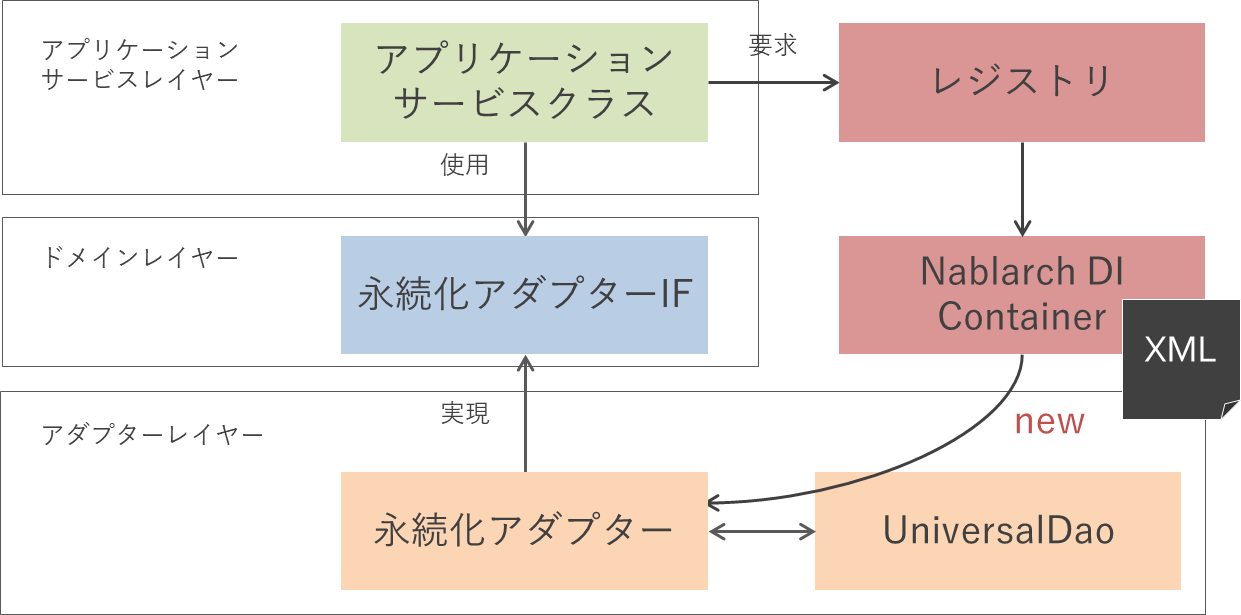 アプリケーション
サービスレイヤー
アプリケーション
サービスクラス
要求
レジストリ
使用
ドメインレイヤー
永続化アダプターIF
Nablarch DI
Container
XML
実現
new
アダプターレイヤー
永続化アダプター
UniversalDao